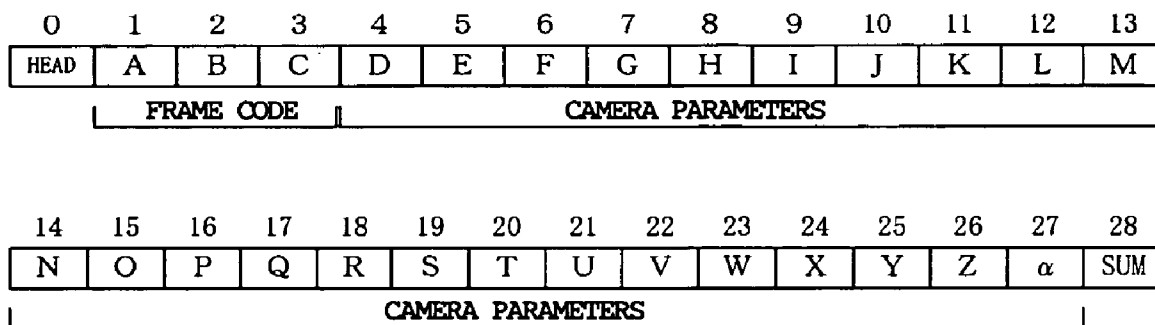 0 1 2 3 4 5 6 7 8 9 10 11 12 13
HEAD A B C D E F G H I J K L M
FRAME CODE CAMERA PARAMETERS
14 15 16 17 18 19 20 21 22 23 24 25 26 27 28
N O P Q R S T U V W X Y Z α SUM
CAMERA PARAMETERS